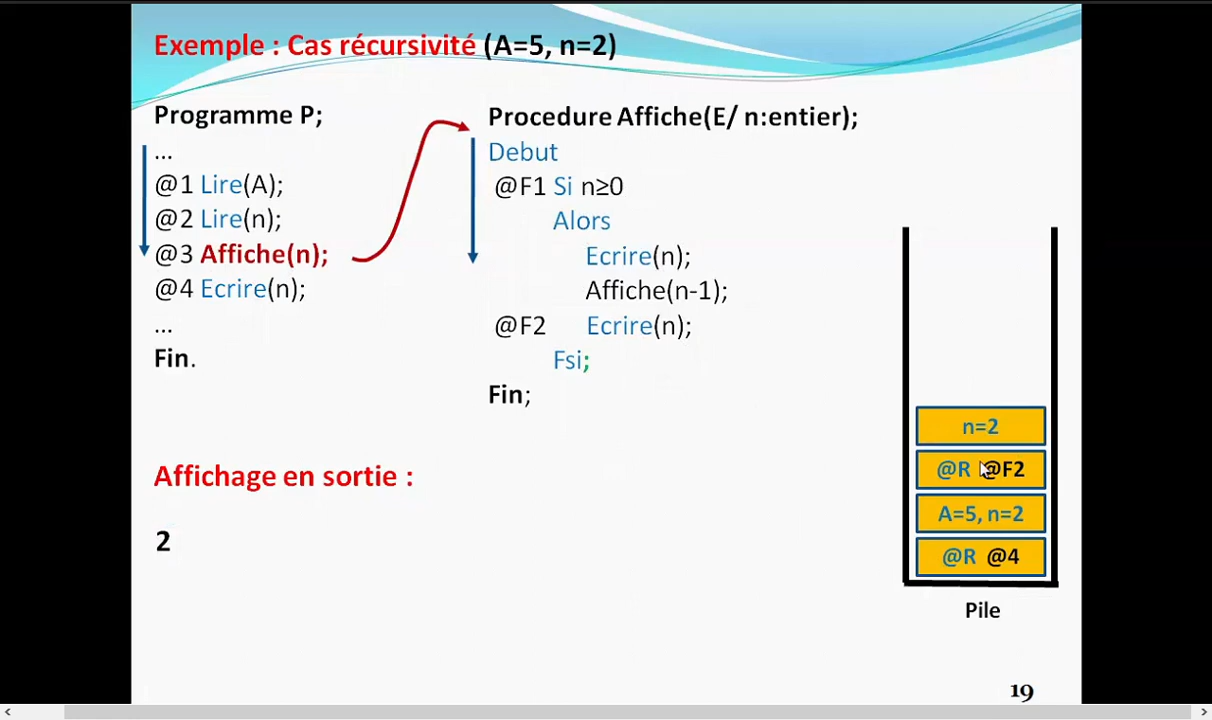 Exemple : Cas récursivité (A=5, n=2)
Programme P;
...
@1 Lire(A);
@2 Lire(n);
@3 Affiche(n);
@4 Ecrire(n);
...
Fin.
Procedure Affiche(E/ n:entier);
Debut
@F1 Si n≥0
Alors
Ecrire(n);
Affiche(n-1);
@F2 Ecrire(n);
Fsi;
Fin;
Affichage en sortie :
2
n=2
@R @F2
A=5, n=2
@R @4
Pile
19